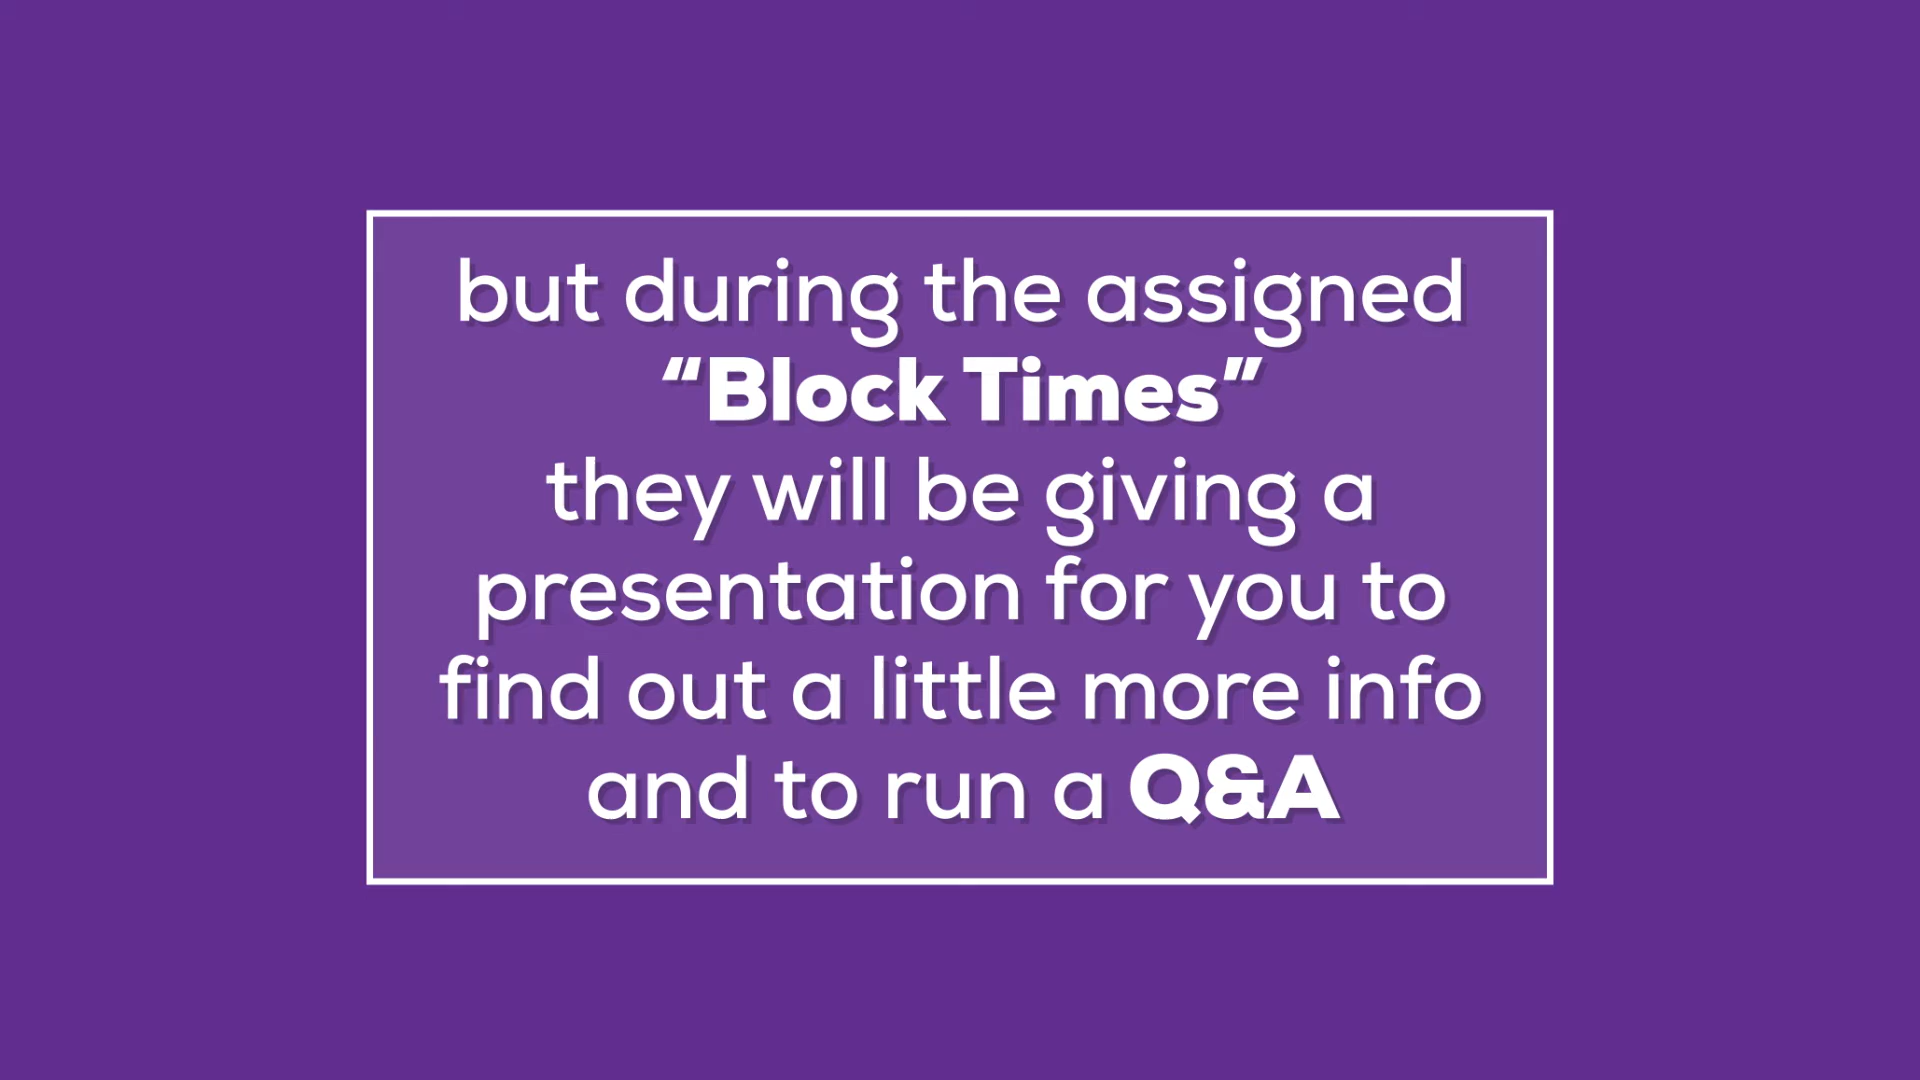 but during the assigned
“Block Times”
they will be giving a
presentation for you to
find out a little more info
and to run a Q&A